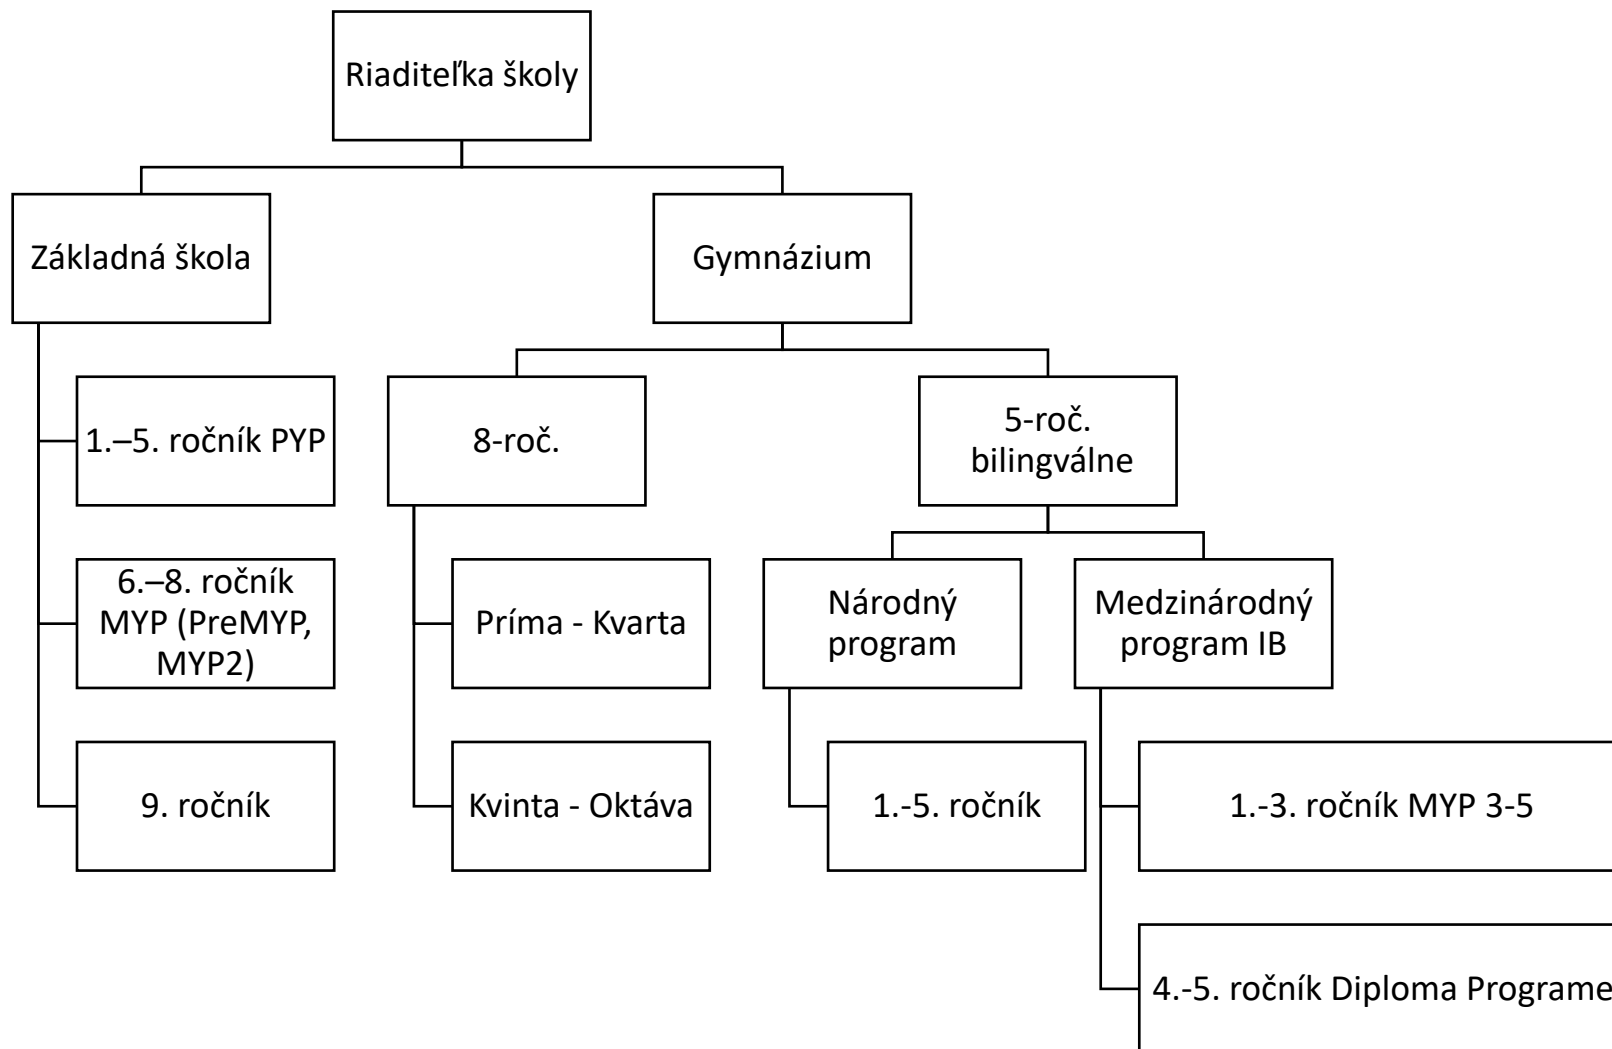 Riaditeľka školy
Základná škola
Gymnázium
1.–5. ročník PYP
8-roč.
5-roč.
bilingválne
6.–8. ročník
MYP (PreMYP,
MYP2)
Príma - Kvarta
Národný
program
Medzinárodný
program IB
9. ročník
Kvinta - Oktáva
1.-5. ročník
1.-3. ročník MYP 3-5
4.-5. ročník Diploma Programe